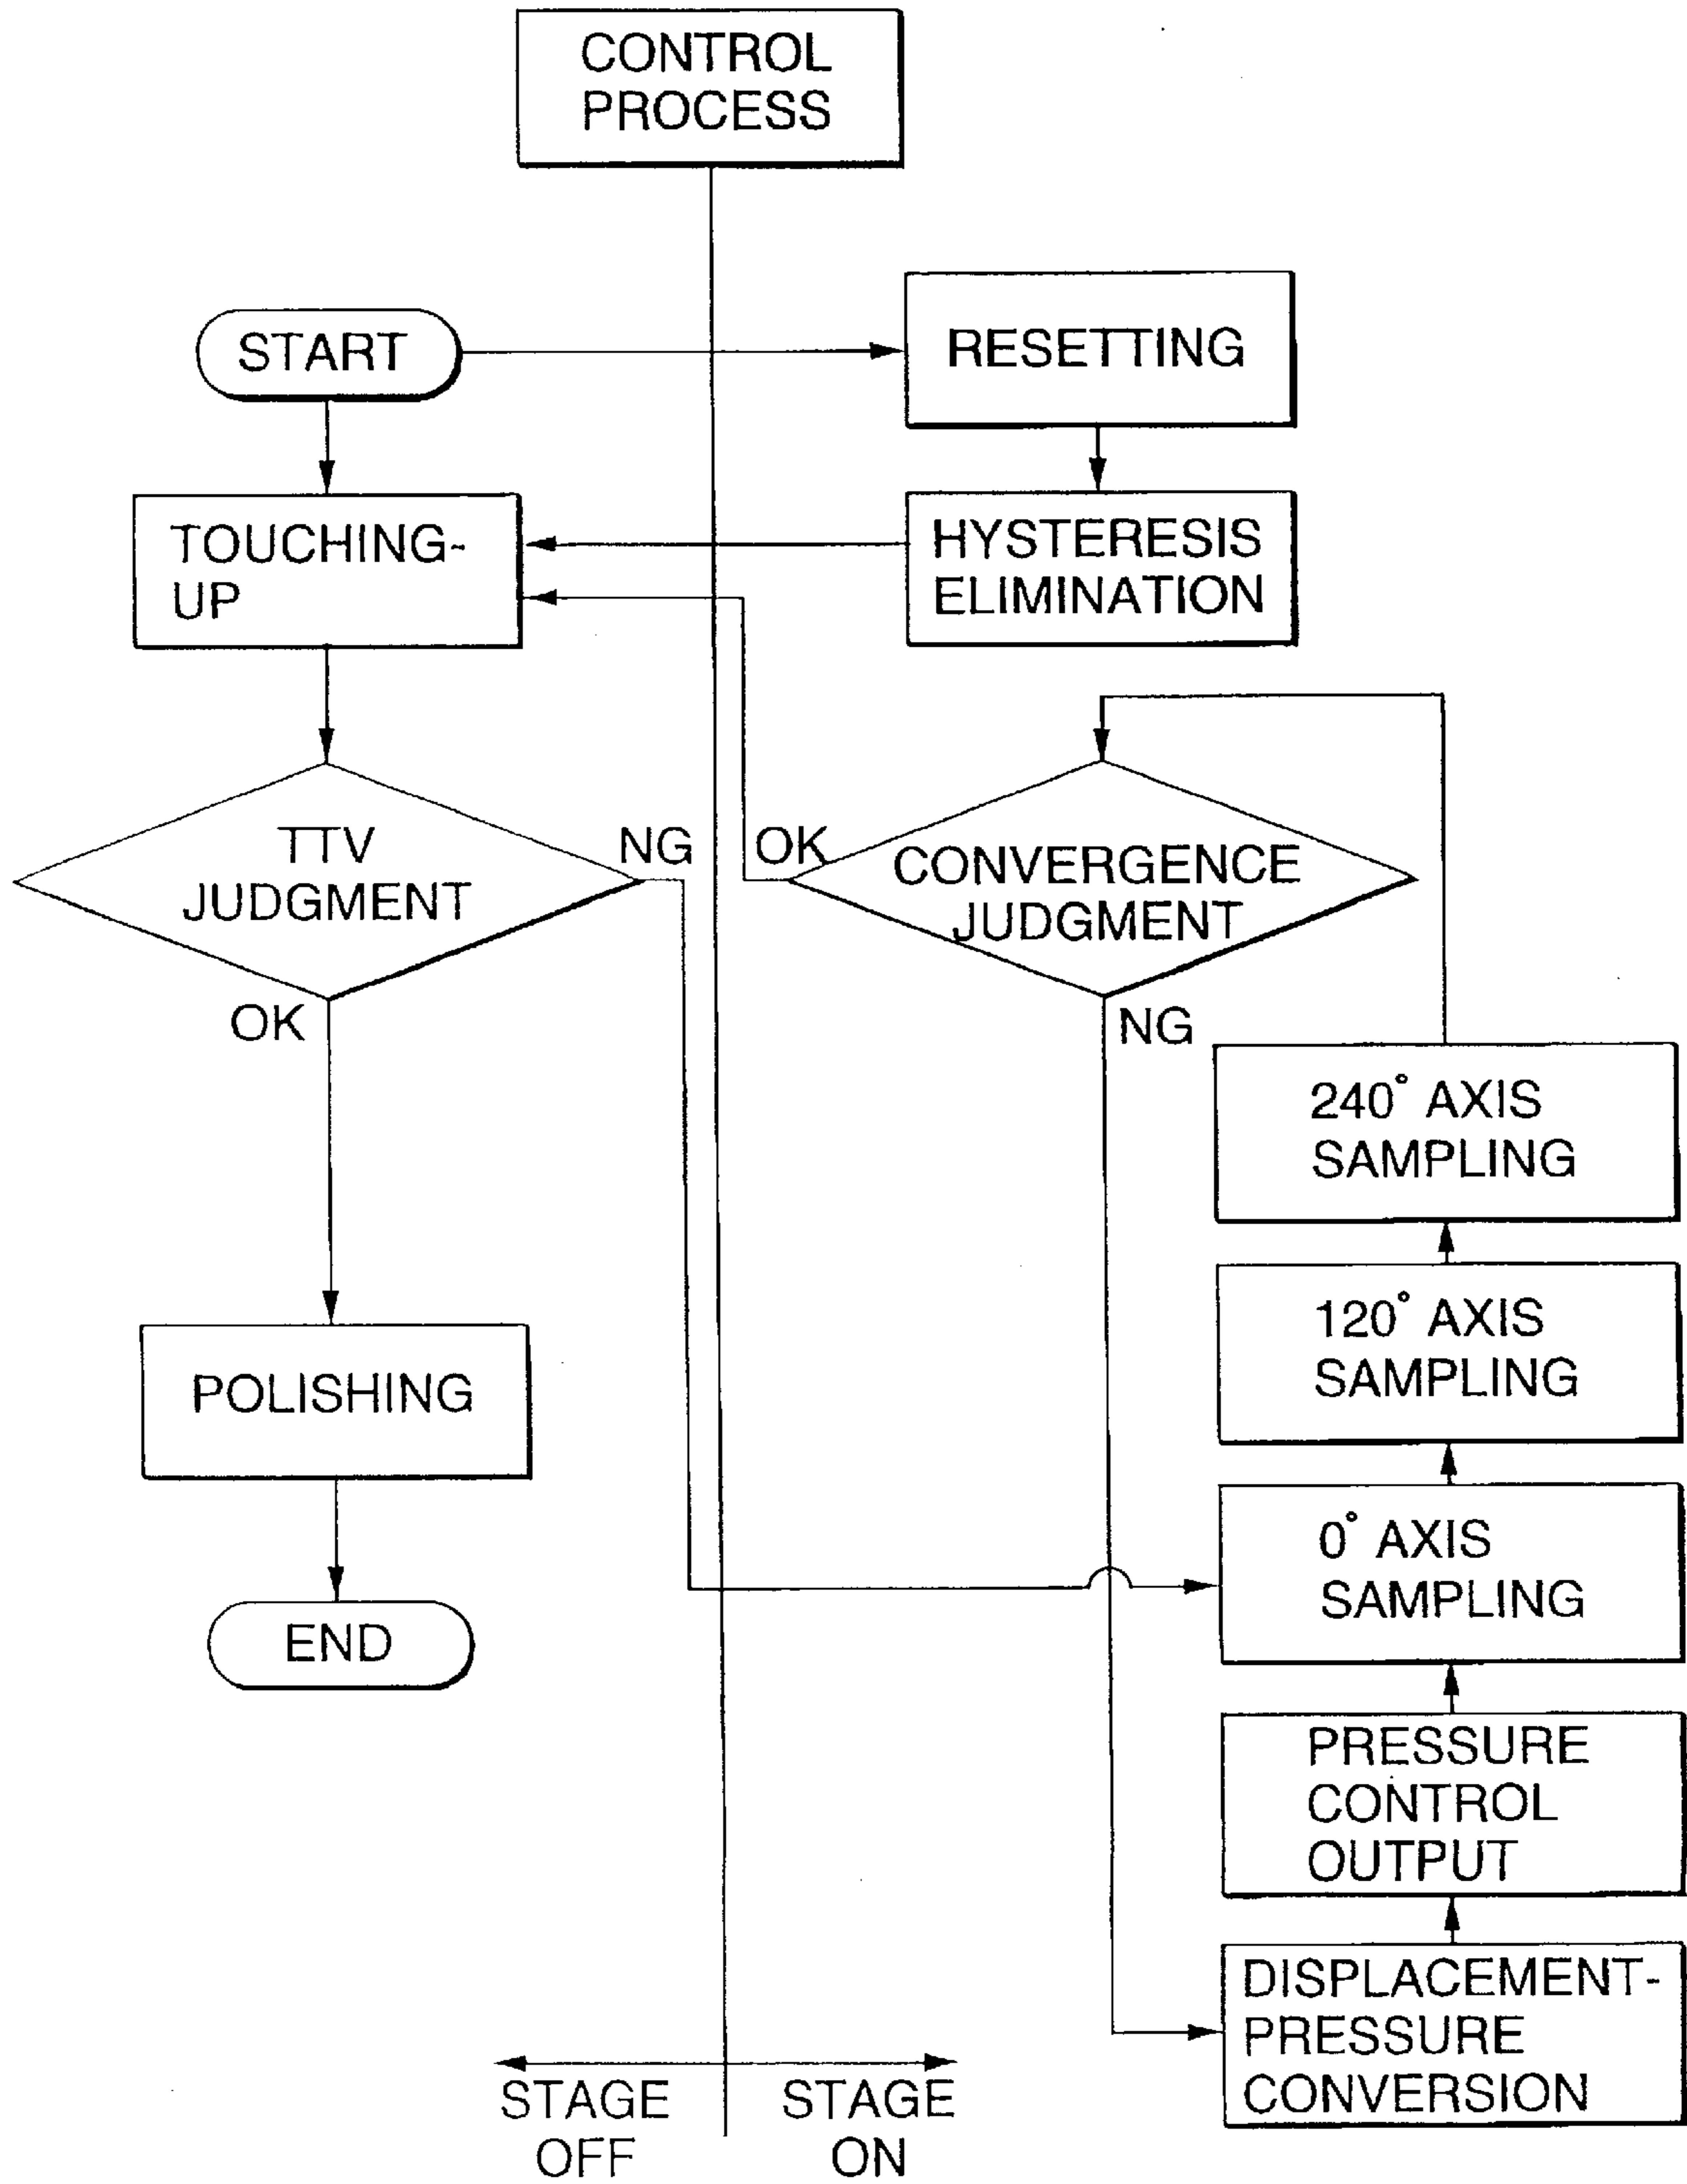 CONTROL
PROCESS
START
RESETTING
TOUCHING-
UP
HYSTERESIS
ELIMINATION
TTV
JUDGMENT
NG
OK
OK
CONVERGENCE
JUDGMENT
NG
240° AXIS
SAMPLING
120° AXIS
SAMPLING
POLISHING
0° AXIS
SAMPLING
END
PRESSURE
CONTROL
OUTPUT
DISPLACEMENT-
PRESSURE
CONVERSION
STAGE
OFF
STAGE
ON